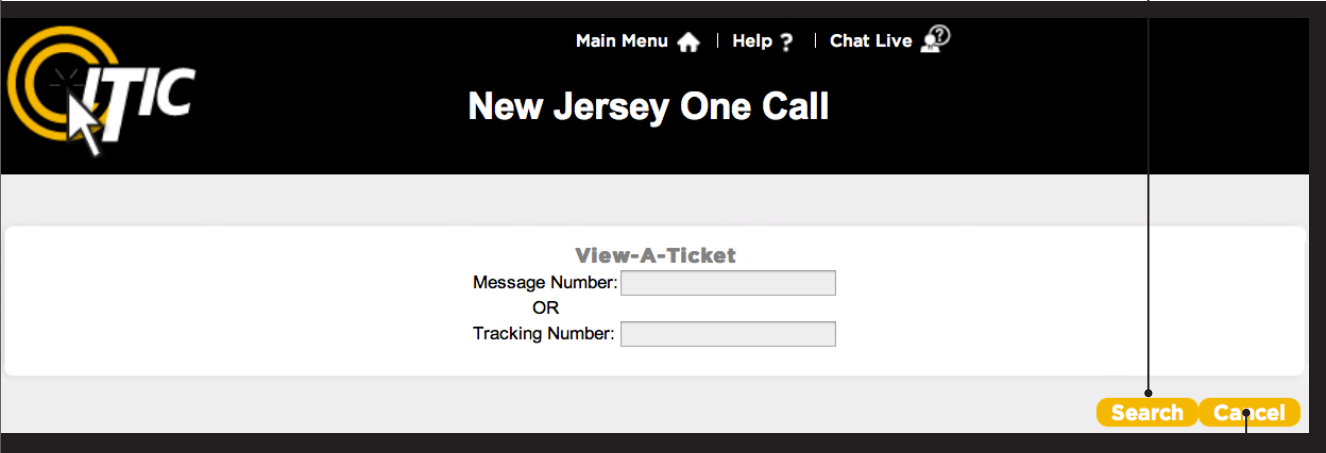 Main Menu | Help ? | Chat Live ?
ITIC
New Jersey One Call
View-A-Ticket
Message Number:
OR
Tracking Number:
Search Cancel